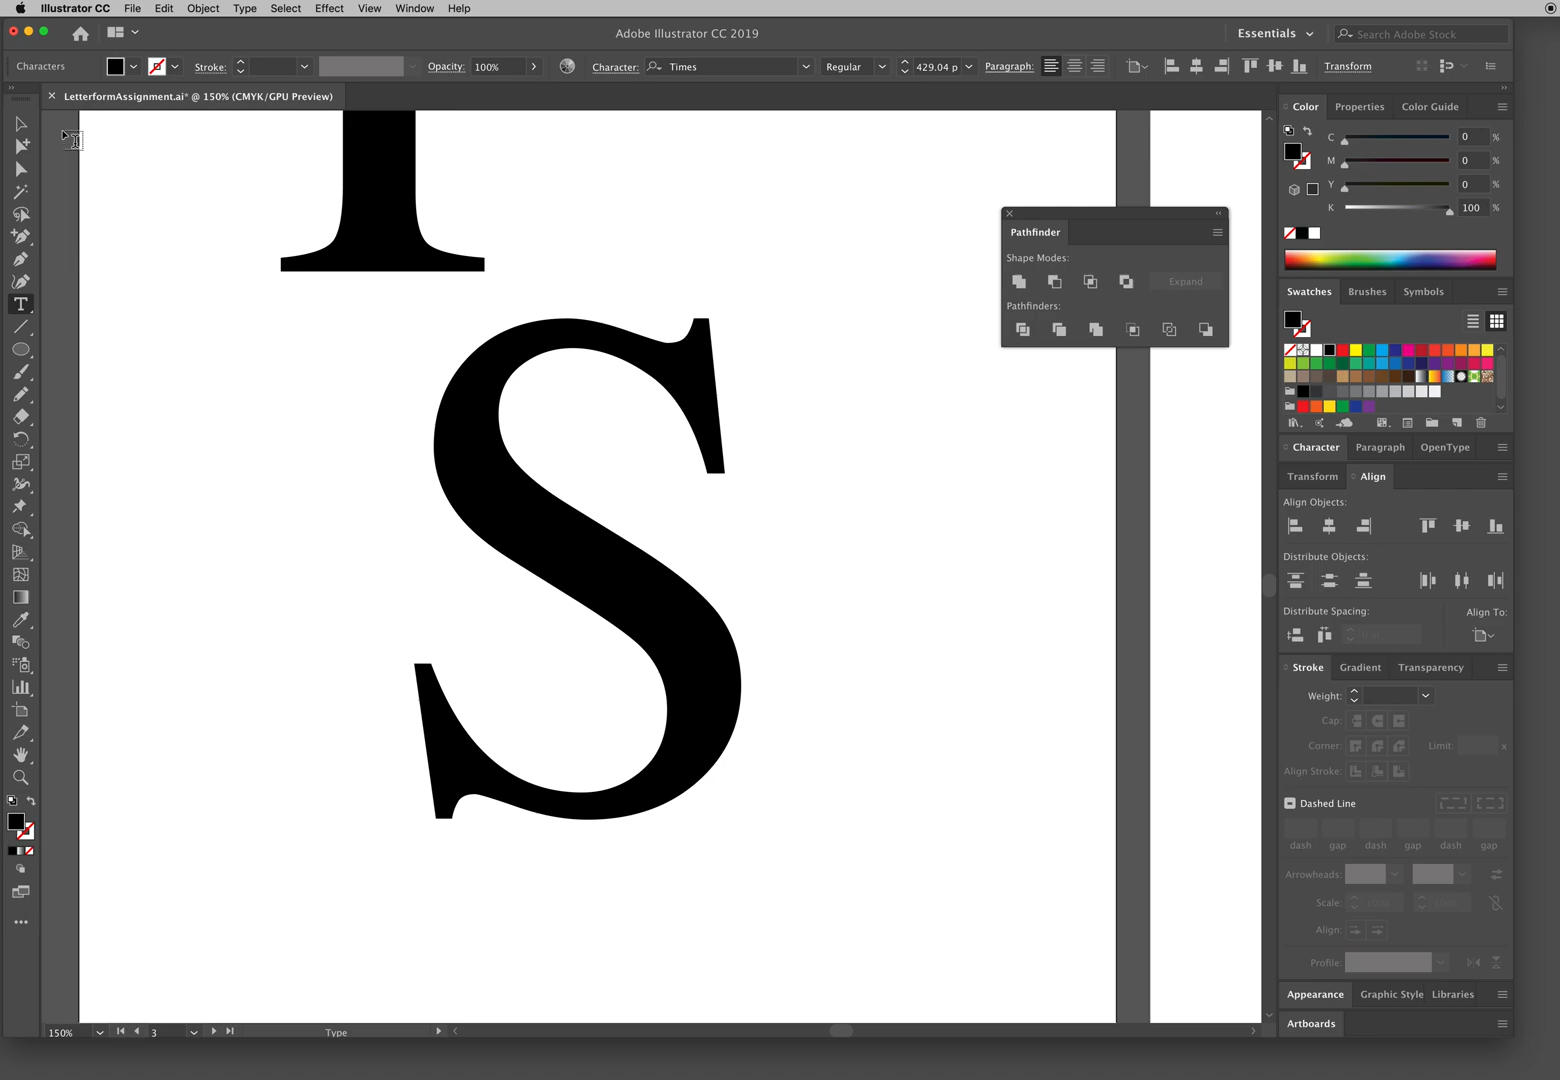 Illustrator CC File Edit Object Type Select Effect View Window Help
Adobe Illustrator CC 2019
Essentials
Search Adobe Stock
Characters Stroke: Opacity: 100% Character: Times Regular 429.04 p Paragraph: Transform
LetterformAssignment.ai* @ 150% (CMYK/GPU Preview)
I
S
Pathfinder
Shape Modes:
Expand
Pathfinders:
Color Properties Color Guide
C 0 %
M 0 %
Y 0 %
K 100 %
Swatches Brushes Symbols
Character Paragraph OpenType
Transform Align
Align Objects:
Distribute Objects:
Distribute Spacing: Align To:
Stroke Gradient Transparency
Weight:
Cap:
Corner: Limit: x
Align Stroke:
Dashed Line
dash gap dash gap dash gap
Arrowheads:
Scale:
Align:
Profile:
Appearance Graphic Style Libraries
Artboards
150% 3 Type